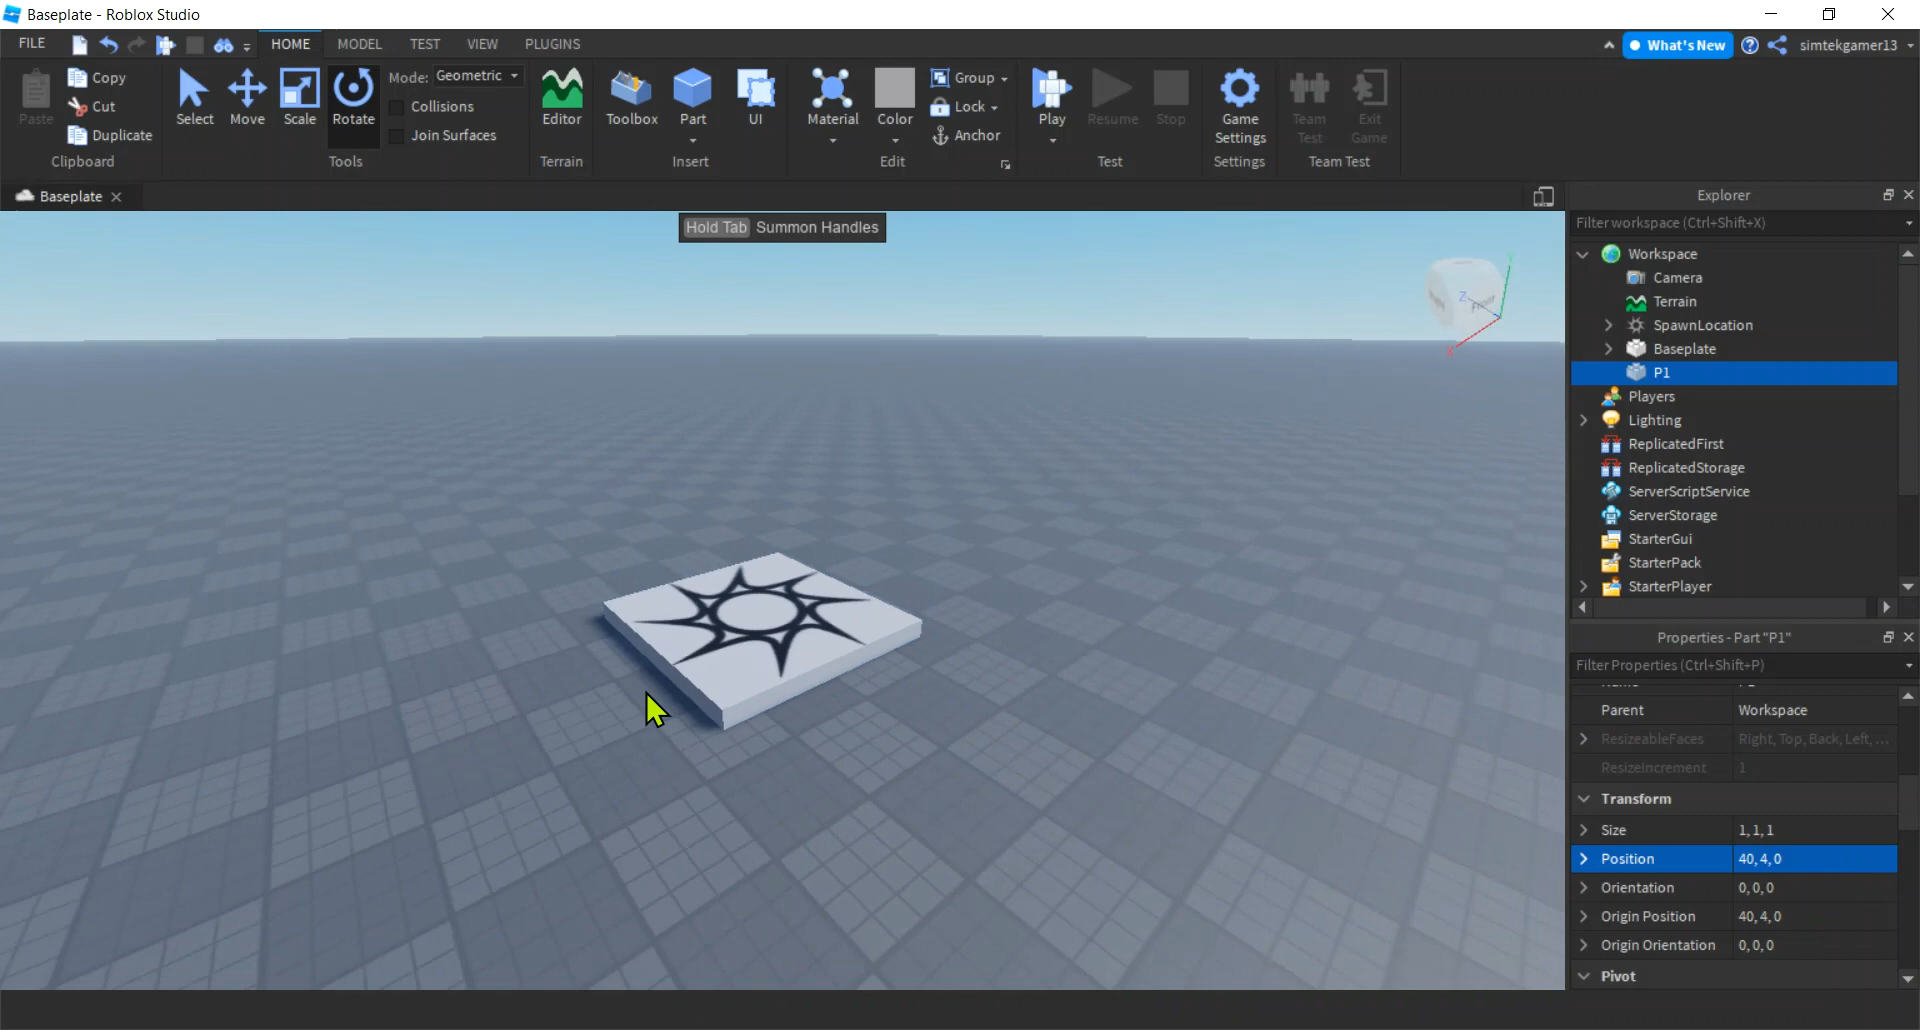 Baseplate - Roblox Studio
FILE
HOME
MODEL
TEST
VIEW
PLUGINS
What's New
simtekgamer13
Paste
Copy
Cut
Duplicate
Clipboard
Select
Move
Scale
Rotate
Mode: Geometric
Collisions
Join Surfaces
Tools
Editor
Terrain
Toolbox
Part
UI
Insert
Material
Color
Group
Lock
Anchor
Edit
Play
Resume
Stop
Test
Game
Settings
Settings
Team
Test
Exit
Game
Team Test
Baseplate
Hold Tab Summon Handles
FRONT
Z
Y
X
Explorer
Filter workspace (Ctrl+Shift+X)
Workspace
Camera
Terrain
SpawnLocation
Baseplate
P1
Players
Lighting
ReplicatedFirst
ReplicatedStorage
ServerScriptService
ServerStorage
StarterGui
StarterPack
StarterPlayer
Properties - Part "P1"
Filter Properties (Ctrl+Shift+P)
Parent Workspace
ResizeableFaces Right, Top, Back, Left, ...
ResizeIncrement 1
Transform
Size 1, 1, 1
Position 40, 4, 0
Orientation 0, 0, 0
Origin Position 40, 4, 0
Origin Orientation 0, 0, 0
Pivot